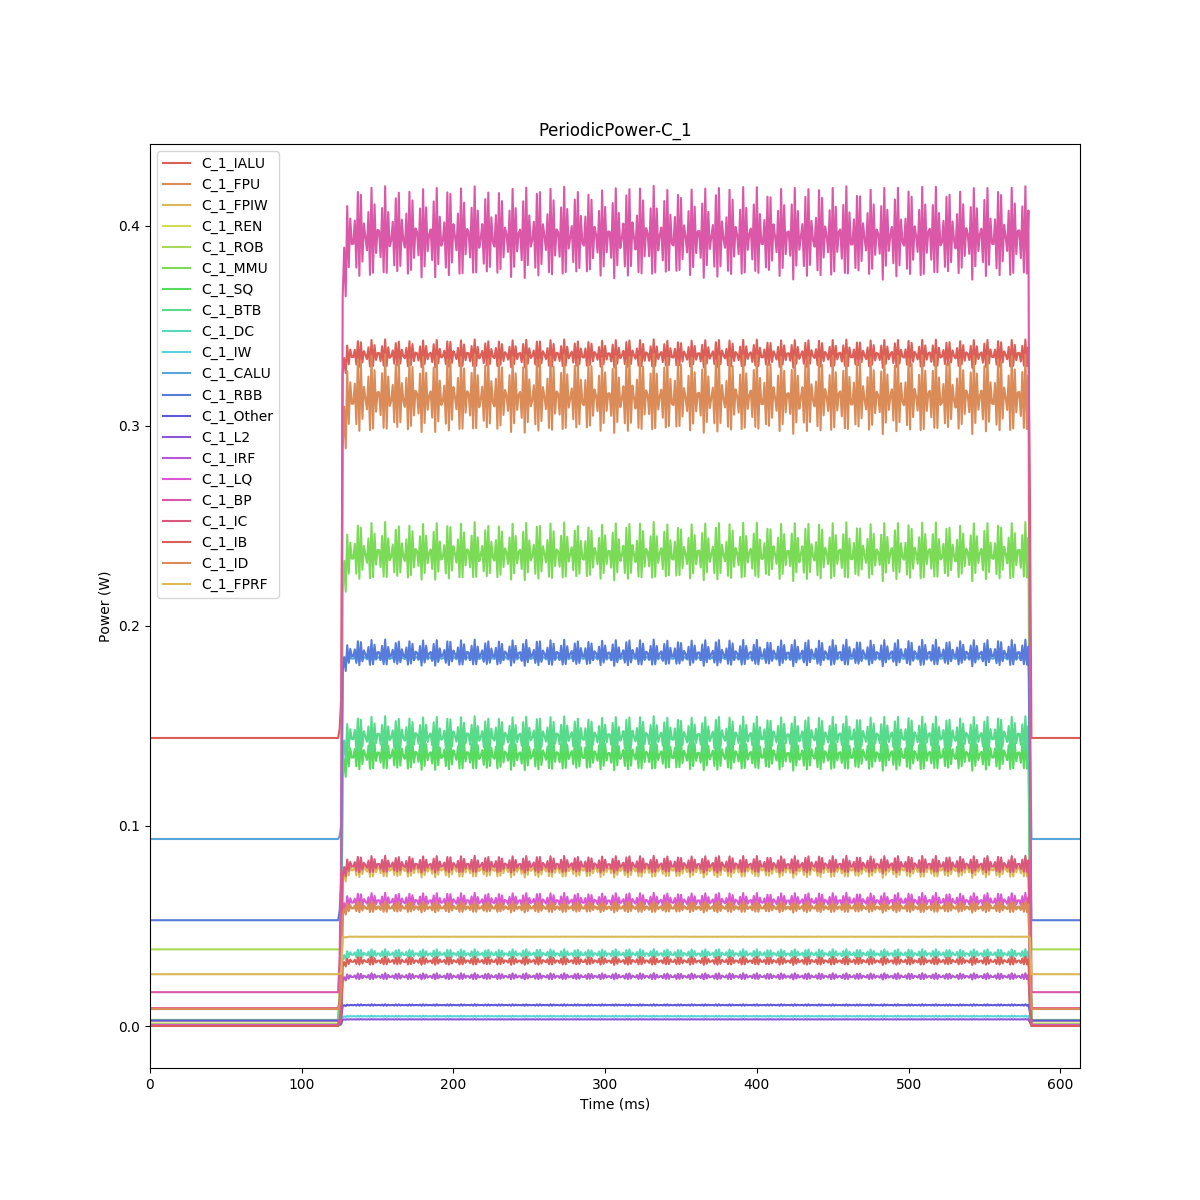 PeriodicPower-C_1
C_1_IALU
C_1_FPU
C_1_FPIW
C_1_REN
C_1_ROB
C_1_MMU
C_1_SQ
C_1_BTB
C_1_DC
C_1_IW
C_1_CALU
C_1_RBB
C_1_Other
C_1_L2
C_1_IRF
C_1_LQ
C_1_BP
C_1_IC
C_1_IB
C_1_ID
C_1_FPRF
0.4
0.3
0.2
0.1
0.0
Power (W)
0 100 200 300 400 500 600
Time (ms)